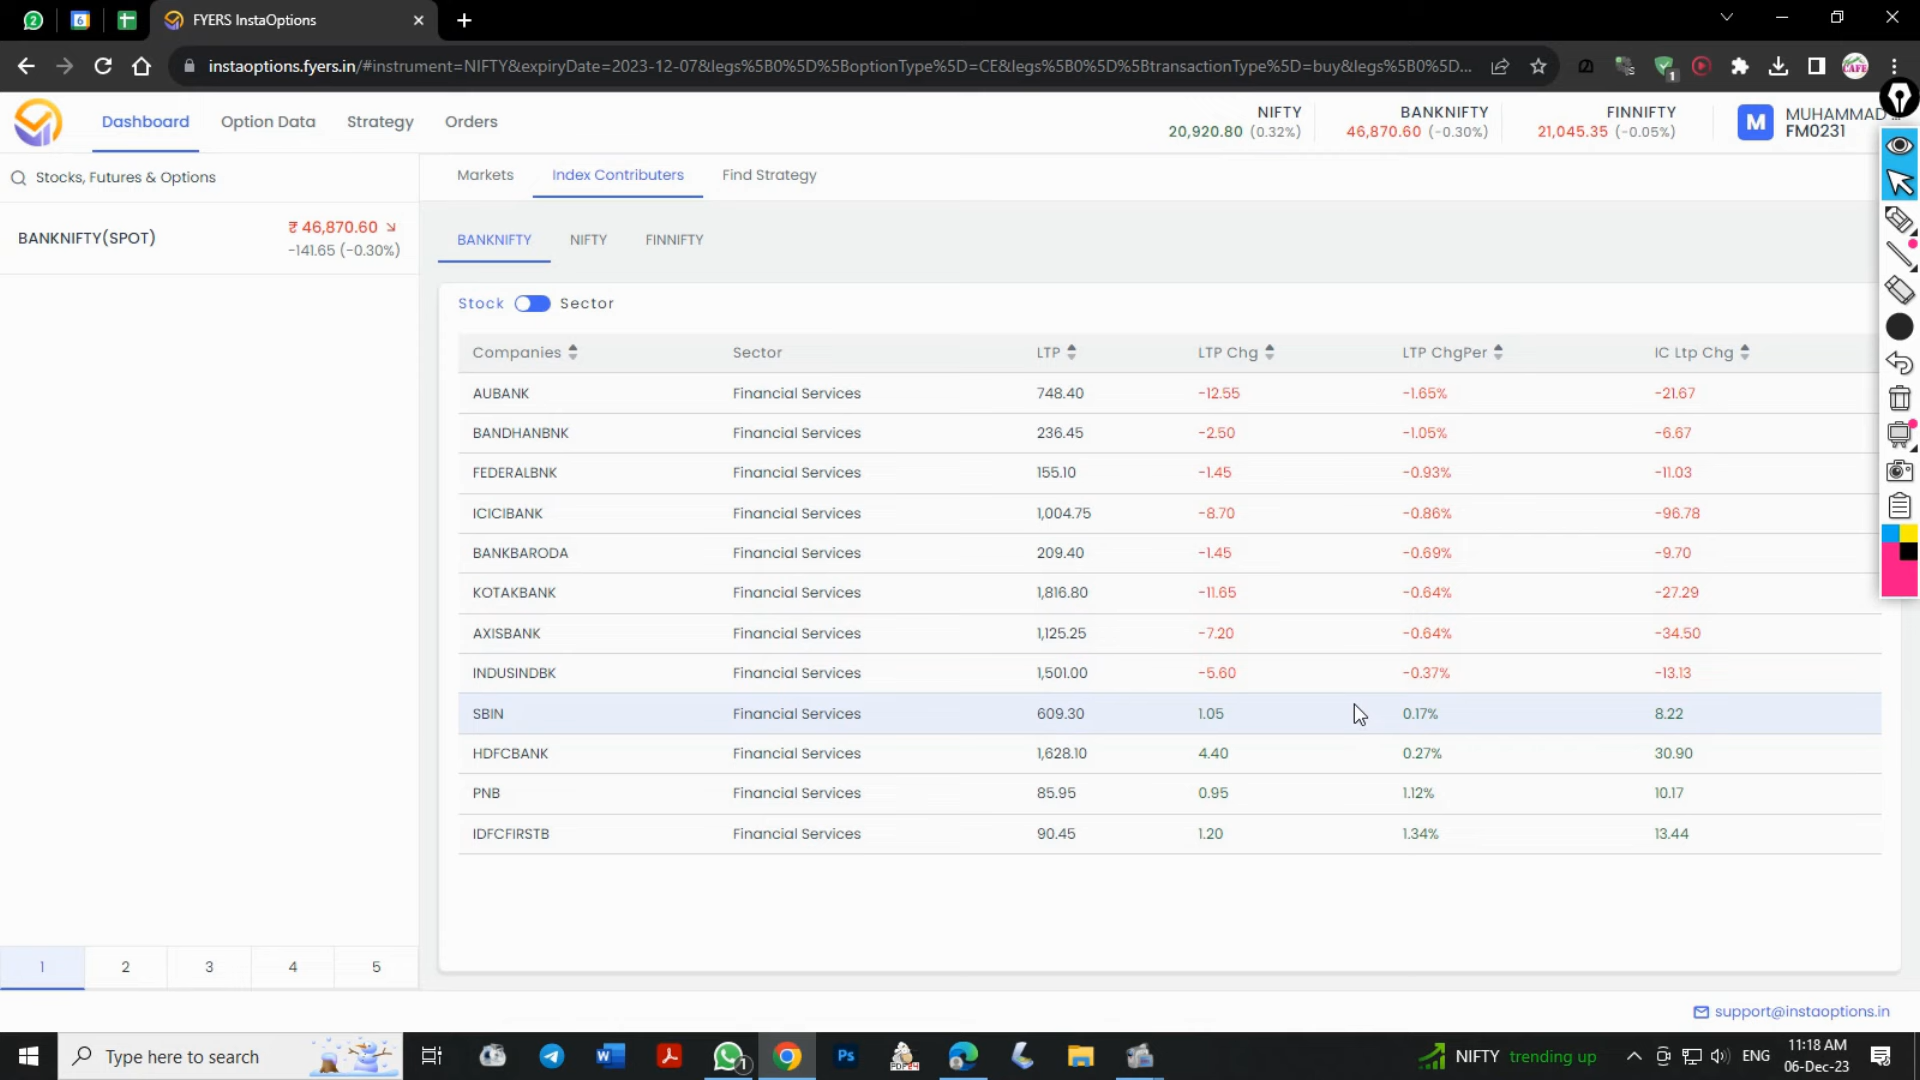 2
6
FYERS InstaOptions
instaoptions.fyers.in/#instrument=NIFTY&expiryDate=2023-12-07&legs%5B0%5D%5BoptionType%5D=CE&legs%5B0%5D%5BtransactionType%5D=buy&legs%5B0%5D...
1
CAFE
Dashboard Option Data Strategy Orders
NIFTY 20,920.80 (0.32%)
BANKNIFTY 46,870.60 (-0.30%)
FINNIFTY 21,045.35 (-0.05%)
M MUHAMMAD ...
FM0231
Stocks, Futures & Options
BANKNIFTY(SPOT) ₹ 46,870.60
-141.65 (-0.30%)
Markets Index Contributers Find Strategy
BANKNIFTY NIFTY FINNIFTY
Stock Sector
Companies Sector LTP LTP Chg LTP ChgPer IC Ltp Chg
AUBANK Financial Services 748.40 -12.55 -1.65% -21.67
BANDHANBNK Financial Services 236.45 -2.50 -1.05% -6.67
FEDERALBNK Financial Services 155.10 -1.45 -0.93% -11.03
ICICIBANK Financial Services 1,004.75 -8.70 -0.86% -96.78
BANKBARODA Financial Services 209.40 -1.45 -0.69% -9.70
KOTAKBANK Financial Services 1,816.80 -11.65 -0.64% -27.29
AXISBANK Financial Services 1,125.25 -7.20 -0.64% -34.50
INDUSINDBK Financial Services 1,501.00 -5.60 -0.37% -13.13
SBIN Financial Services 609.30 1.05 0.17% 8.22
HDFCBANK Financial Services 1,628.10 4.40 0.27% 30.90
PNB Financial Services 85.95 0.95 1.12% 10.17
IDFCFIRSTB Financial Services 90.45 1.20 1.34% 13.44
1 2 3 4 5
support@instaoptions.in
Type here to search
W
1
Ps
PDF24
NIFTY trending up
ENG
11:18 AM
06-Dec-23